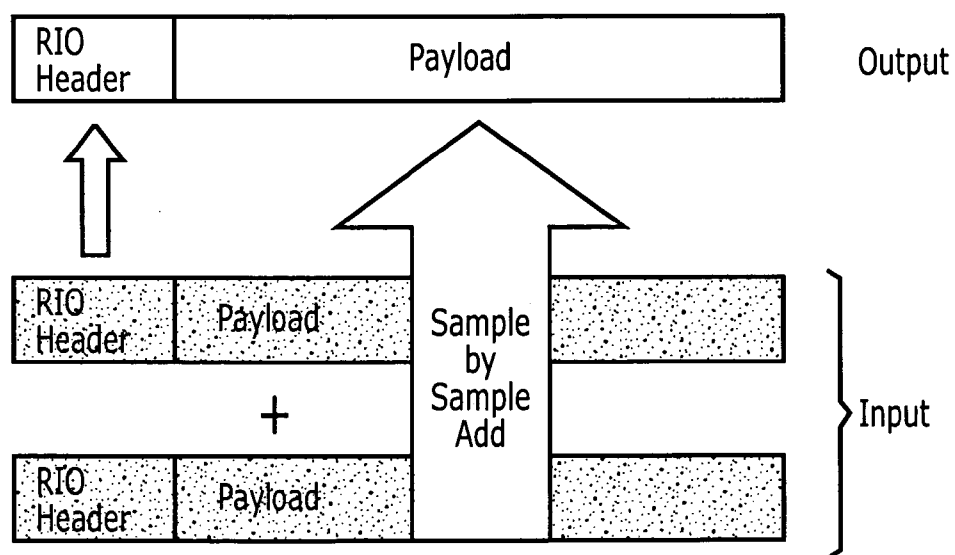 RIO
Header
Payload
Output
RIO
Header
Payload
Sample
by
Sample
Add
+
Input
RIO
Header
Payload